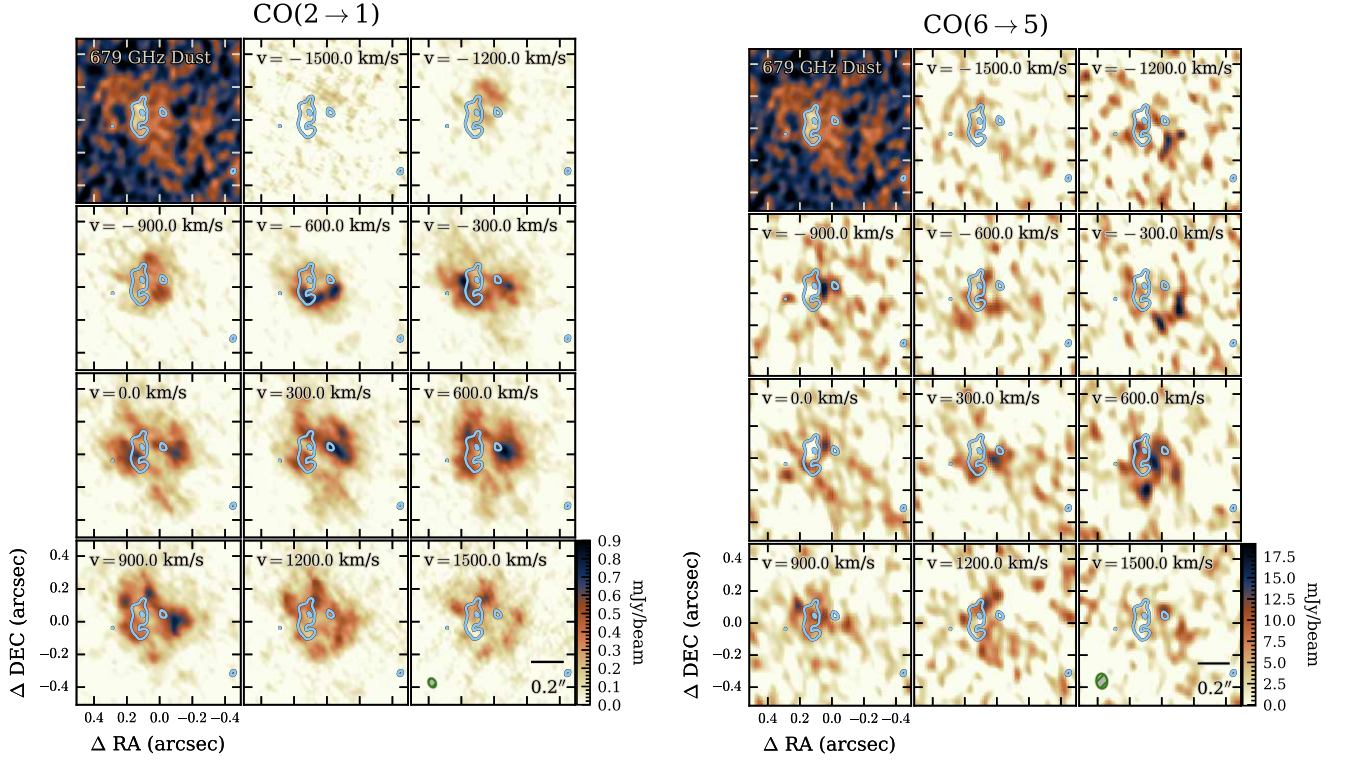 CO(2→1)
679 GHz Dust
v= −1500.0 km/s
v= −1200.0 km/s
v= −900.0 km/s
v= −600.0 km/s
v= −300.0 km/s
v=0.0 km/s
v=300.0 km/s
v=600.0 km/s
v=900.0 km/s
v=1200.0 km/s
v=1500.0 km/s
0.2″
0.4
0.2
0.0
−0.2
−0.4
Δ DEC (arcsec)
0.4 0.2 0.0 −0.2 −0.4
Δ RA (arcsec)
0.9
0.8
0.7
0.6
0.5
0.4
0.3
0.2
0.1
0.0
mJy/beam
CO(6→5)
679 GHz Dust
v= −1500.0 km/s
v= −1200.0 km/s
v= −900.0 km/s
v= −600.0 km/s
v= −300.0 km/s
v=0.0 km/s
v=300.0 km/s
v=600.0 km/s
v=900.0 km/s
v=1200.0 km/s
v=1500.0 km/s
0.2″
0.4
0.2
0.0
−0.2
−0.4
Δ DEC (arcsec)
0.4 0.2 0.0 −0.2 −0.4
Δ RA (arcsec)
17.5
15.0
12.5
10.0
7.5
5.0
2.5
0.0
mJy/beam